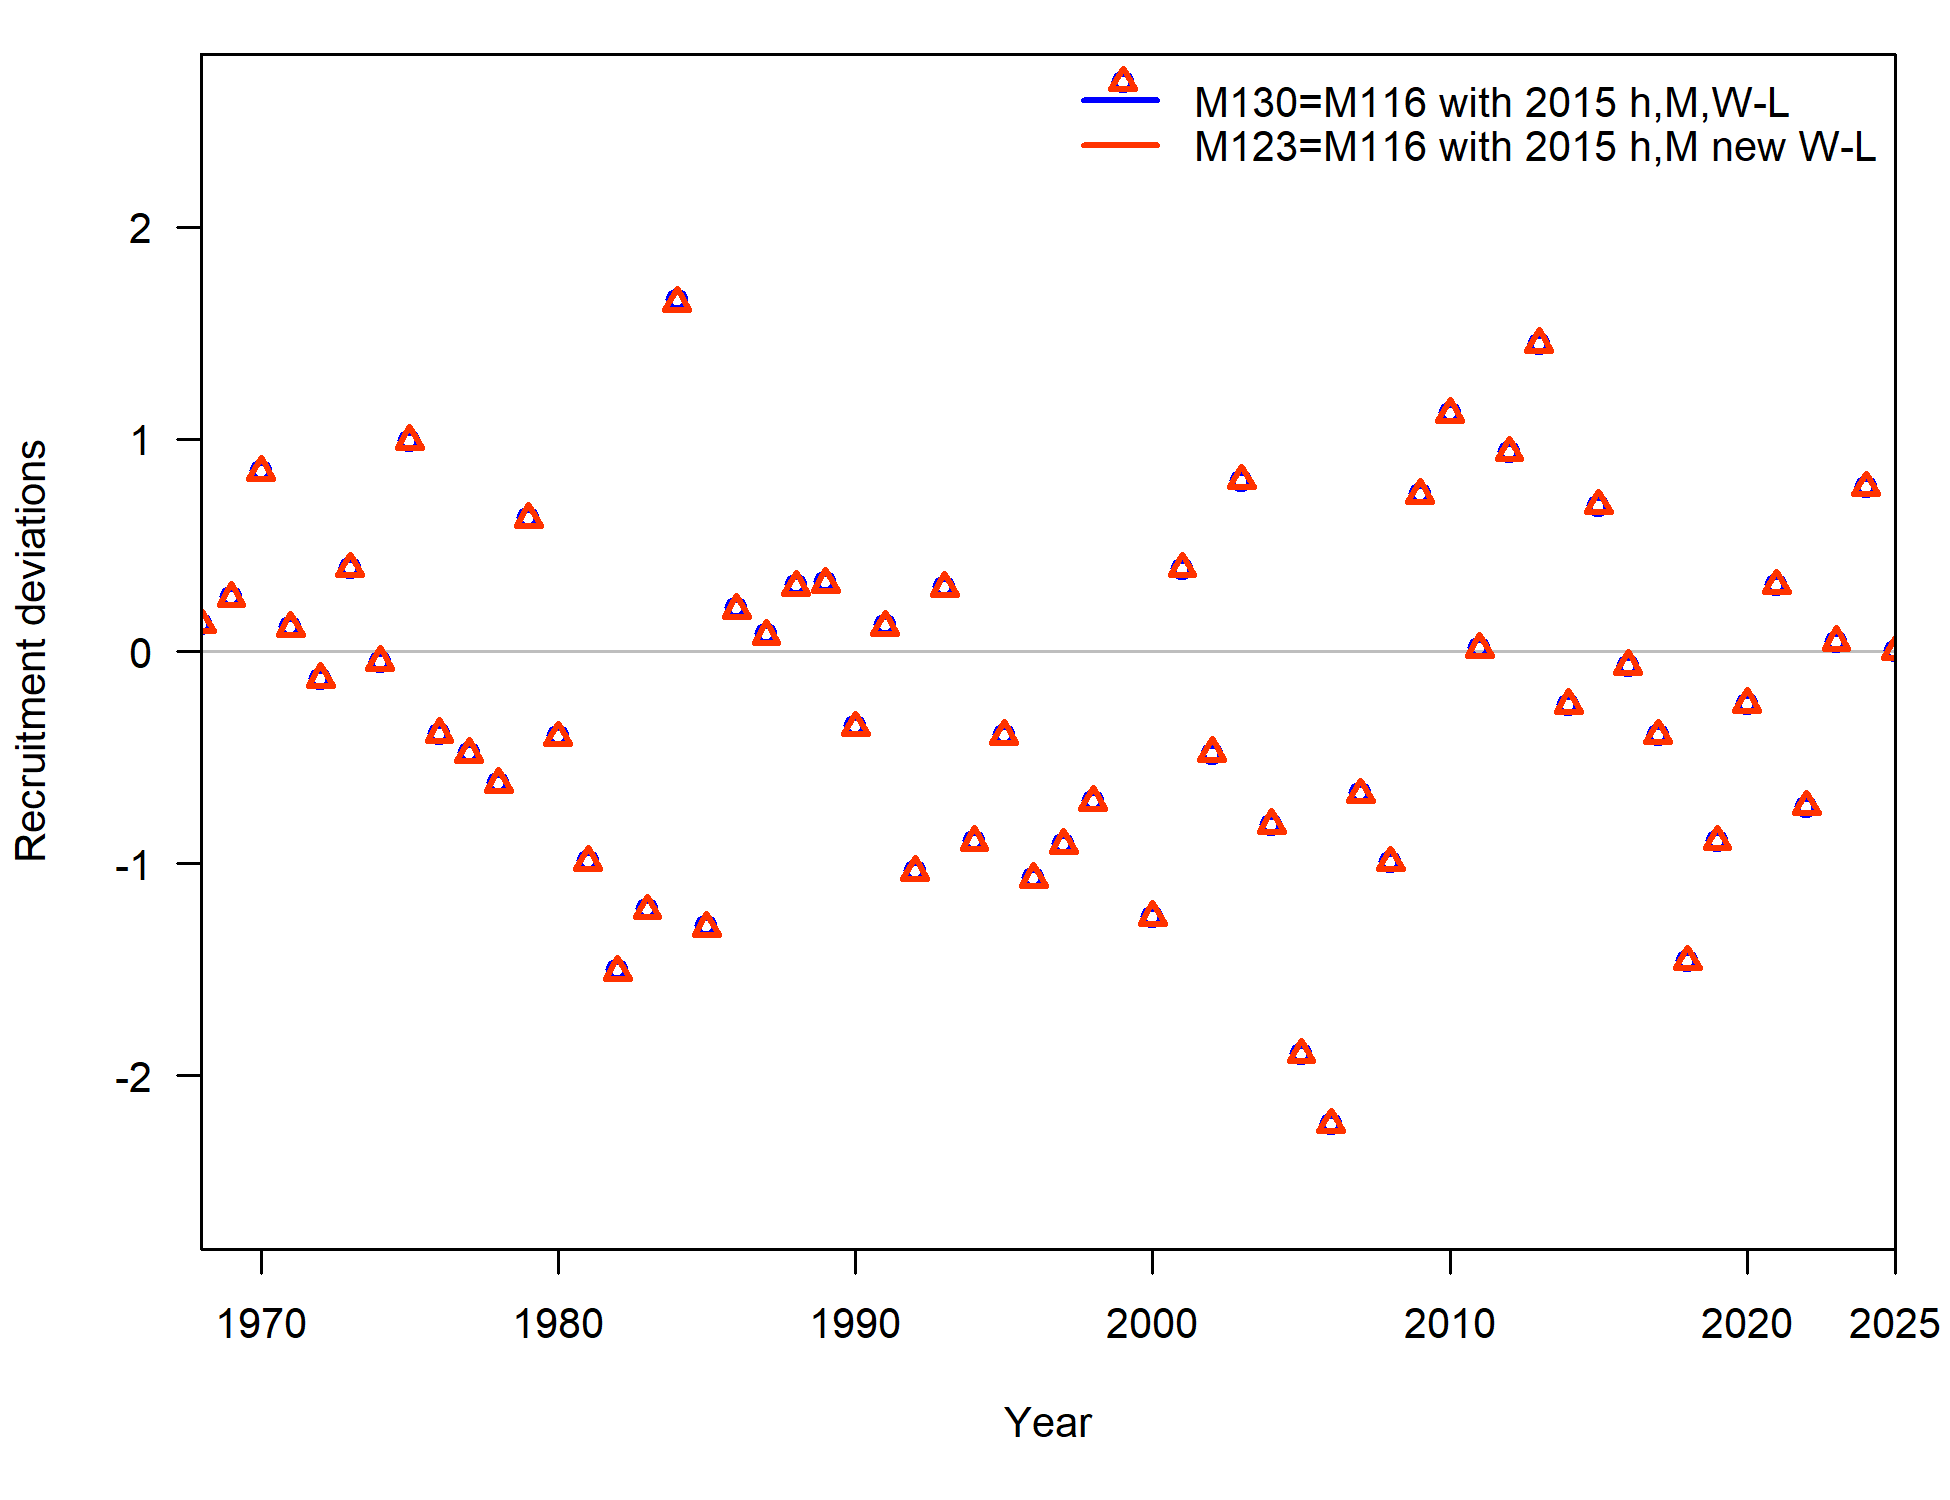 M130=M116 with 2015 h,M,W-L
M123=M116 with 2015 h,M new W-L
Recruitment deviations
2
1
0
-1
-2
1970 1980 1990 2000 2010 2020 2025
Year